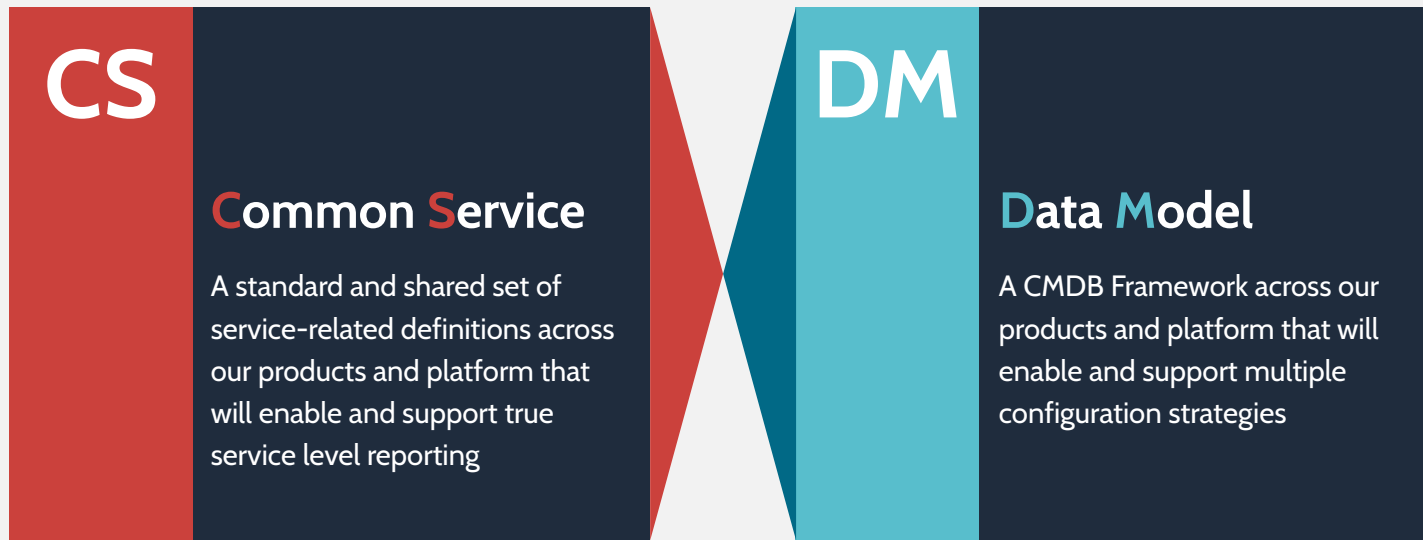 CS
Common Service
A standard and shared set of
service-related definitions across
our products and platform that
will enable and support true
service level reporting
DM
Data Model
A CMDB Framework across our
products and platform that will
enable and support multiple
configuration strategies